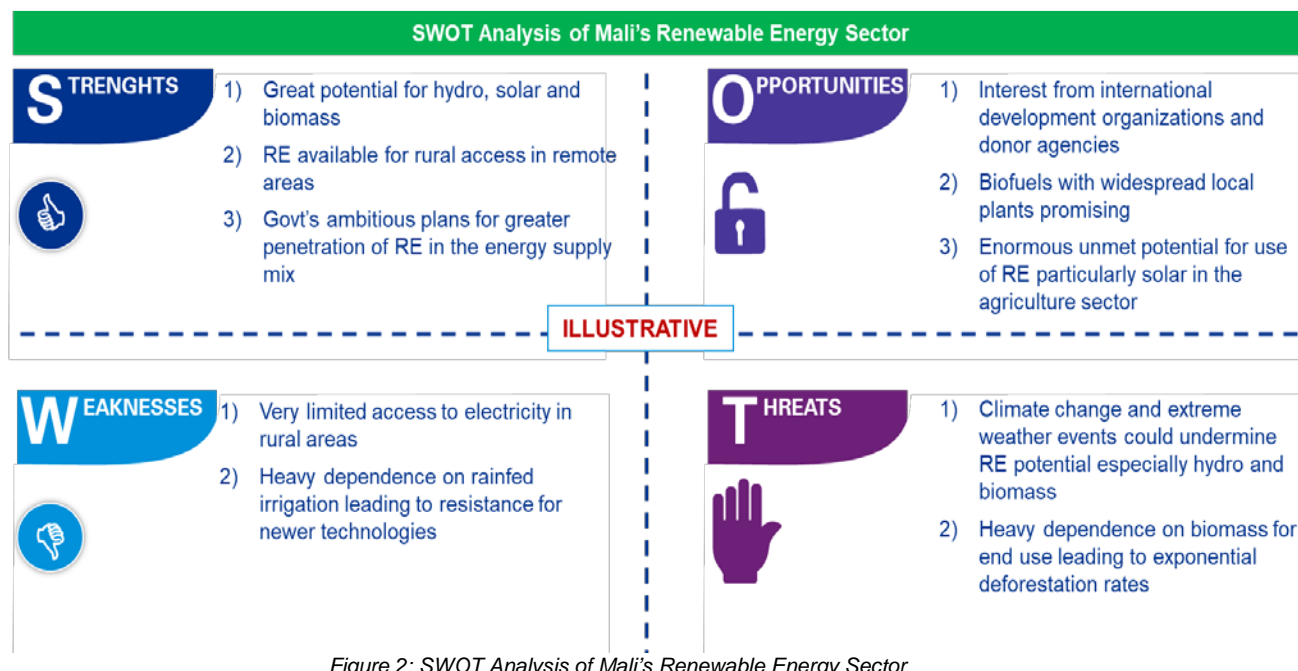 SWOT Analysis of Mali's Renewable Energy Sector
STRENGHTS
1) Great potential for hydro, solar and
biomass
2) RE available for rural access in remote
areas
3) Govt's ambitious plans for greater
penetration of RE in the energy supply
mix
OPPORTUNITIES
1) Interest from international
development organizations and
donor agencies
2) Biofuels with widespread local
plants promising
3) Enormous unmet potential for use
of RE particularly solar in the
agriculture sector
ILLUSTRATIVE
WEAKNESSES
1) Very limited access to electricity in
rural areas
2) Heavy dependence on rainfed
irrigation leading to resistance for
newer technologies
THREATS
1) Climate change and extreme
weather events could undermine
RE potential especially hydro and
biomass
2) Heavy dependence on biomass for
end use leading to exponential
deforestation rates
Figure 2: SWOT Analysis of Mali's Renewable Energy Sector